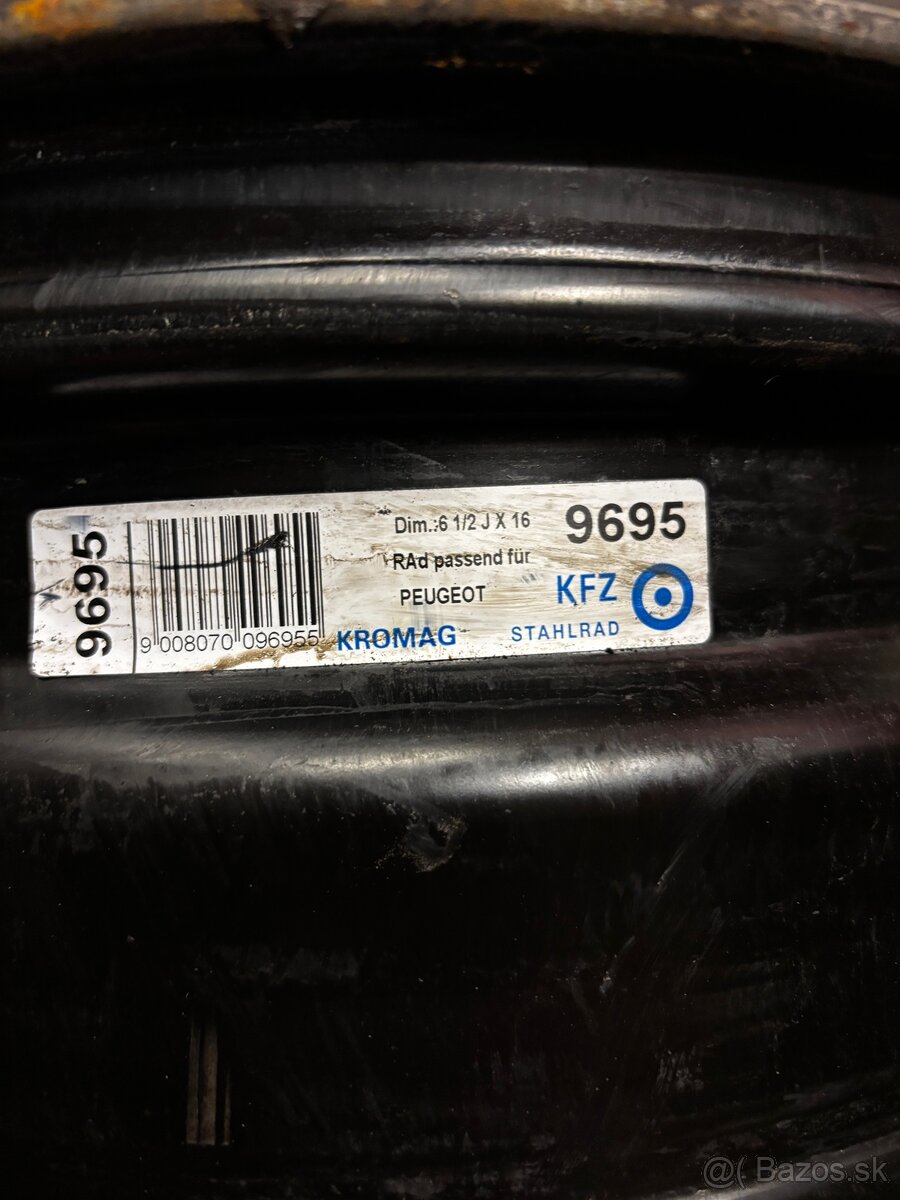 9695
9 008070 096955
Dim.:6 1/2 J X 16
RAd passend für
PEUGEOT
KROMAG
9695
KFZ
STAHLRAD
@( Bazos.sk